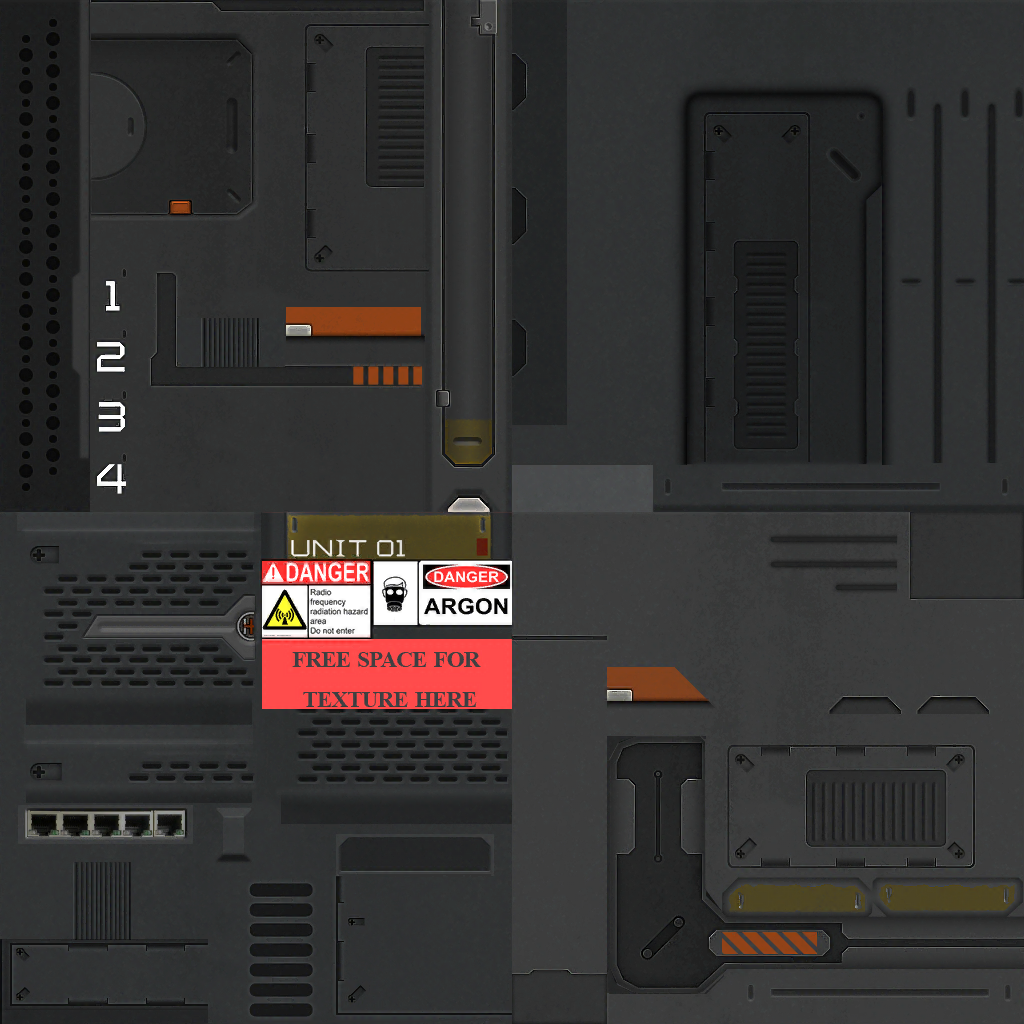 1
2
3
4
UNIT 01
DANGER
Radio
frequency
radiation hazard
area
Do not enter
DANGER
ARGON
FREE SPACE FOR
TEXTURE HERE